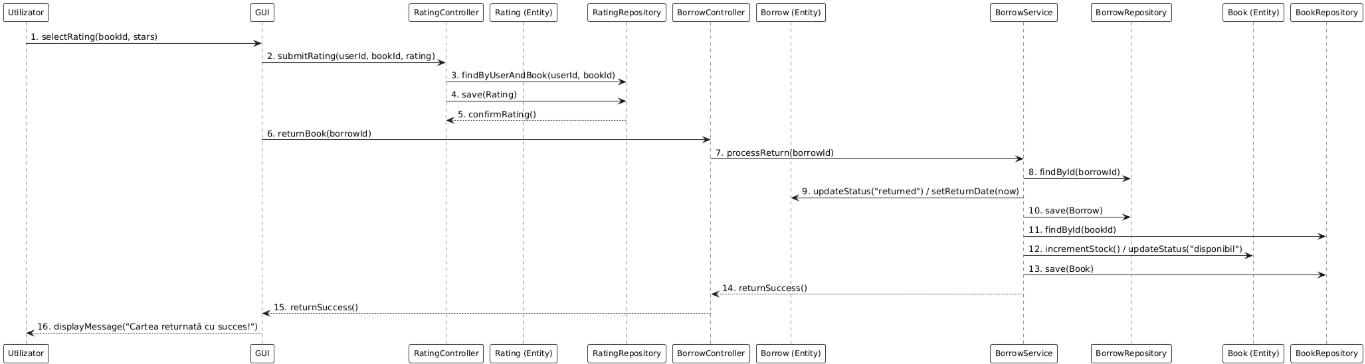 Utilizator GUI RatingController Rating (Entity) RatingRepository BorrowController Borrow (Entity) BorrowService BorrowRepository Book (Entity) BookRepository
1. selectRating(bookId, stars)
2. submitRating(userId, bookId, rating)
3. findByUserAndBook(userId, bookId)
4. save(Rating)
5. confirmRating()
6. returnBook(borrowId)
7. processReturn(borrowId)
8. findById(borrowId)
9. updateStatus("returned") / setReturnDate(now)
10. save(Borrow)
11. findById(bookId)
12. incrementStock() / updateStatus("disponibil")
13. save(Book)
14. returnSuccess()
15. returnSuccess()
16. displayMessage("Cartea returnată cu succes!")
Utilizator GUI RatingController Rating (Entity) RatingRepository BorrowController Borrow (Entity) BorrowService BorrowRepository Book (Entity) BookRepository